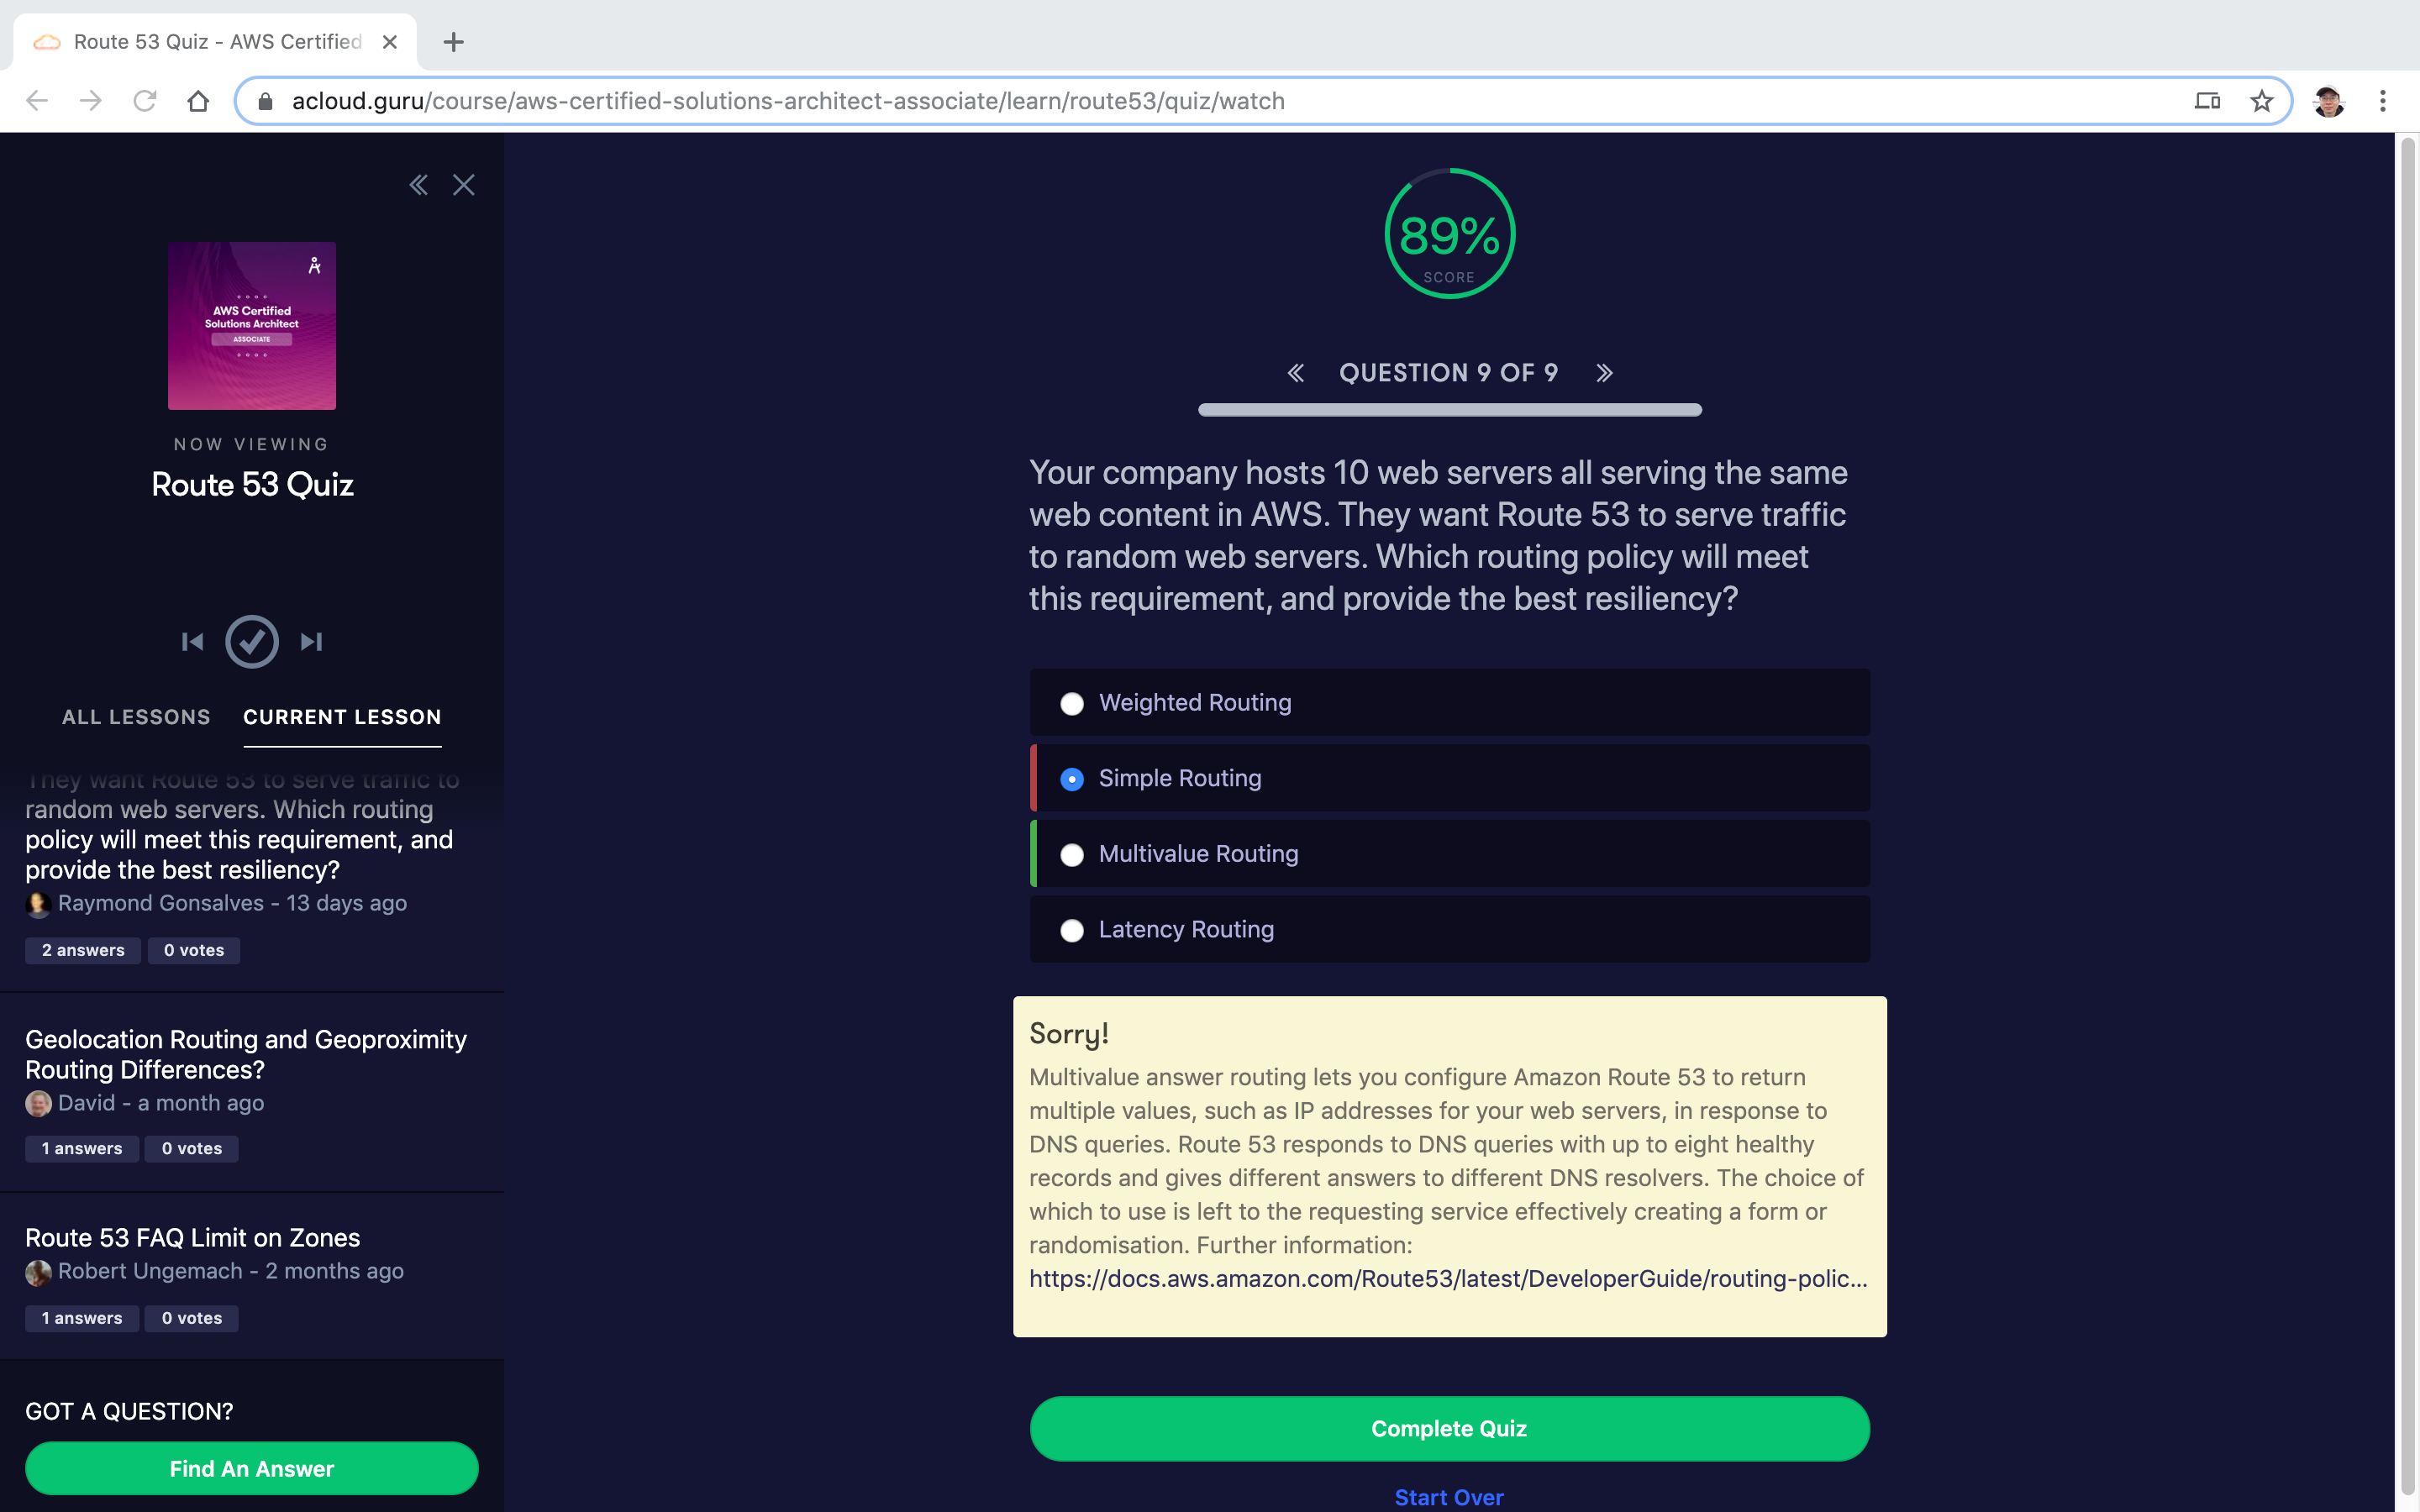 Route 53 Quiz - AWS Certified
acloud.guru/course/aws-certified-solutions-architect-associate/learn/route53/quiz/watch
AWS Certified
Solutions Architect
ASSOCIATE
NOW VIEWING
Route 53 Quiz
ALL LESSONS
CURRENT LESSON
They want Route 53 to serve traffic to
random web servers. Which routing
policy will meet this requirement, and
provide the best resiliency?
Raymond Gonsalves - 13 days ago
2 answers
0 votes
Geolocation Routing and Geoproximity
Routing Differences?
David - a month ago
1 answers
0 votes
Route 53 FAQ Limit on Zones
Robert Ungemach - 2 months ago
1 answers
0 votes
GOT A QUESTION?
Find An Answer
89%
SCORE
QUESTION 9 OF 9
Your company hosts 10 web servers all serving the same
web content in AWS. They want Route 53 to serve traffic
to random web servers. Which routing policy will meet
this requirement, and provide the best resiliency?
Weighted Routing
Simple Routing
Multivalue Routing
Latency Routing
Sorry!
Multivalue answer routing lets you configure Amazon Route 53 to return
multiple values, such as IP addresses for your web servers, in response to
DNS queries. Route 53 responds to DNS queries with up to eight healthy
records and gives different answers to different DNS resolvers. The choice of
which to use is left to the requesting service effectively creating a form or
randomisation. Further information:
https://docs.aws.amazon.com/Route53/latest/DeveloperGuide/routing-polic...
Complete Quiz
Start Over